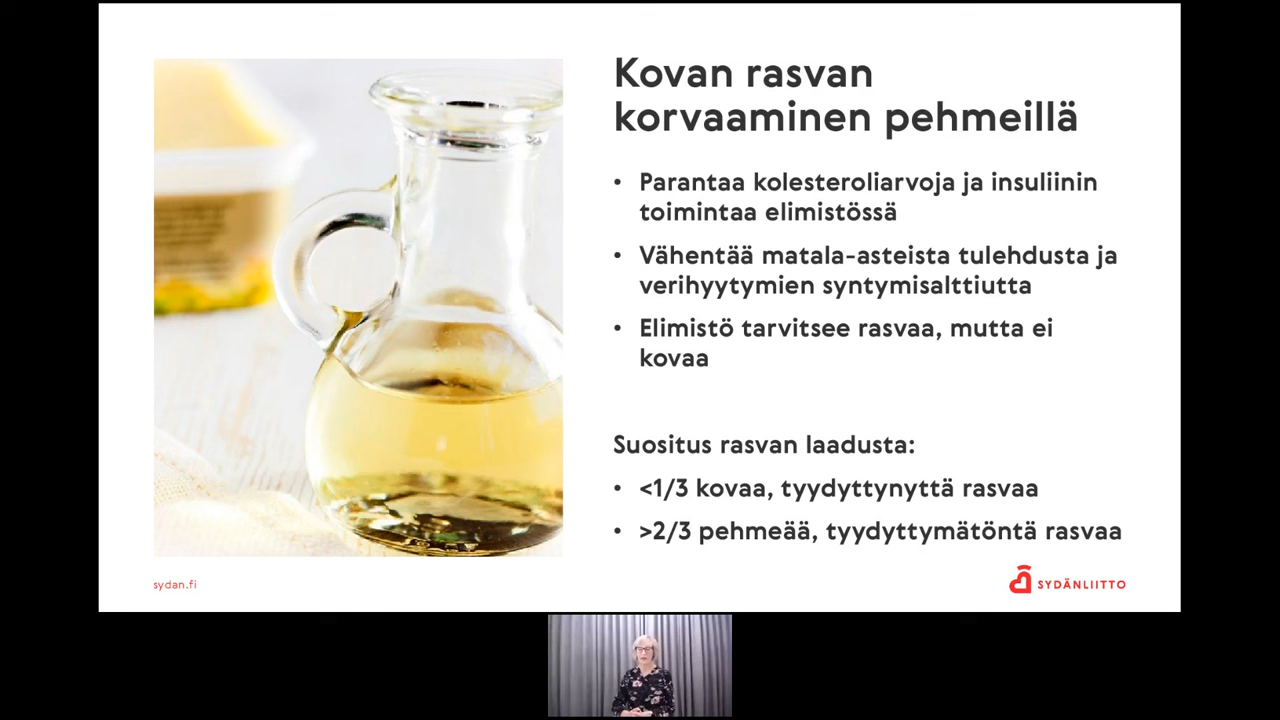 Kovan rasvan
korvaaminen pehmeillä
• Parantaa kolesteroliarvoja ja insuliinin
toimintaa elimistössä
• Vähentää matala-asteista tulehdusta ja
verihyytymien syntymisalttiutta
• Elimistö tarvitsee rasvaa, mutta ei
kovaa
Suositus rasvan laadusta:
• <1/3 kovaa, tyydyttynyttä rasvaa
• >2/3 pehmeää, tyydyttymätöntä rasvaa
sydan.fi
SYDÄNLIITTO